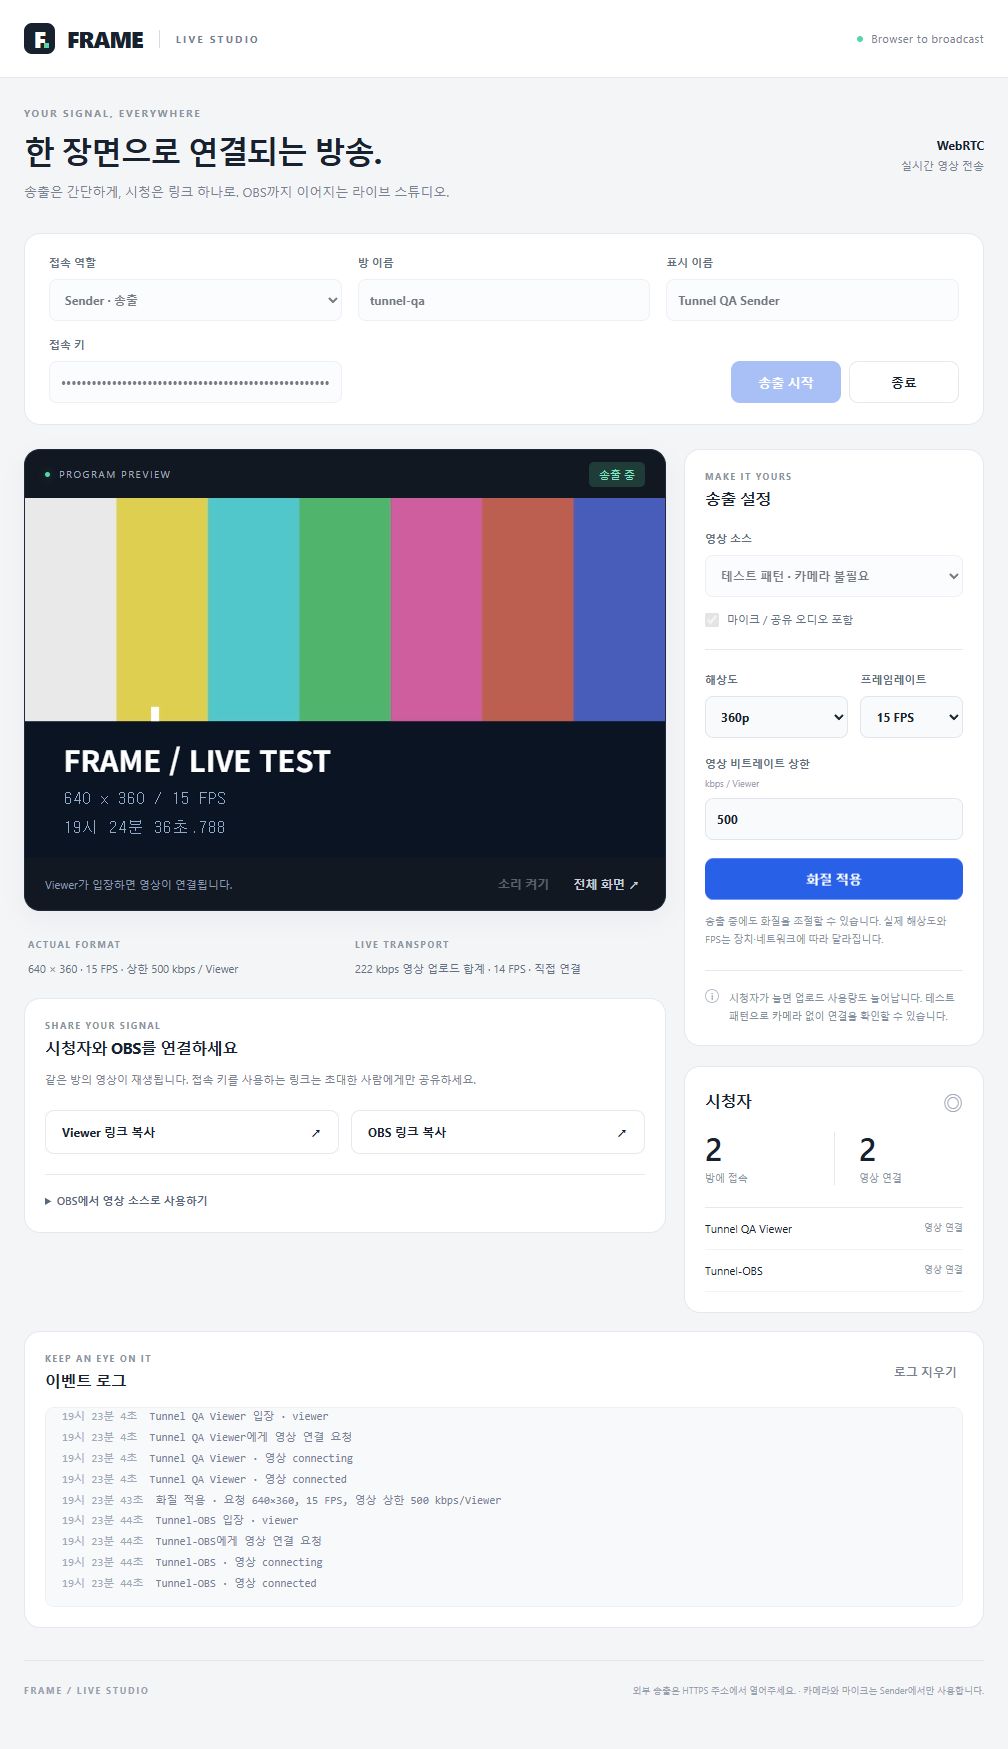 FRAME
LIVE STUDIO
Browser to broadcast
YOUR SIGNAL, EVERYWHERE
한 장면으로 연결되는 방송.
송출은 간단하게, 시청은 링크 하나로. OBS까지 이어지는 라이브 스튜디오.
WebRTC
실시간 영상 전송
접속 역할
Sender · 송출
방 이름
tunnel-qa
표시 이름
Tunnel QA Sender
접속 키
송출 시작
종료
PROGRAM PREVIEW
송출 중
FRAME / LIVE TEST
640 × 360 / 15 FPS
19시 24분 36초.788
Viewer가 입장하면 영상이 연결됩니다.
소리 켜기
전체 화면 ↗
ACTUAL FORMAT
640 × 360 · 15 FPS · 상한 500 kbps / Viewer
LIVE TRANSPORT
222 kbps 영상 업로드 합계 · 14 FPS · 직접 연결
SHARE YOUR SIGNAL
시청자와 OBS를 연결하세요
같은 방의 영상이 재생됩니다. 접속 키를 사용하는 링크는 초대한 사람에게만 공유하세요.
Viewer 링크 복사 ↗
OBS 링크 복사 ↗
▶ OBS에서 영상 소스로 사용하기
MAKE IT YOURS
송출 설정
영상 소스
테스트 패턴 · 카메라 불필요
마이크 / 공유 오디오 포함
해상도
360p
프레임레이트
15 FPS
영상 비트레이트 상한
kbps / Viewer
500
화질 적용
송출 중에도 화질을 조절할 수 있습니다. 실제 해상도와
FPS는 장치·네트워크에 따라 달라집니다.
시청자가 늘면 업로드 사용량도 늘어납니다. 테스트
패턴으로 카메라 없이 연결을 확인할 수 있습니다.
시청자
2
방에 접속
2
영상 연결
Tunnel QA Viewer 영상 연결
Tunnel-OBS 영상 연결
KEEP AN EYE ON IT
이벤트 로그
로그 지우기
19시 23분 4초 Tunnel QA Viewer 입장 · viewer
19시 23분 4초 Tunnel QA Viewer에게 영상 연결 요청
19시 23분 4초 Tunnel QA Viewer · 영상 connecting
19시 23분 4초 Tunnel QA Viewer · 영상 connected
19시 23분 43초 화질 적용 · 요청 640×360, 15 FPS, 영상 상한 500 kbps/Viewer
19시 23분 44초 Tunnel-OBS 입장 · viewer
19시 23분 44초 Tunnel-OBS에게 영상 연결 요청
19시 23분 44초 Tunnel-OBS · 영상 connecting
19시 23분 44초 Tunnel-OBS · 영상 connected
FRAME / LIVE STUDIO
외부 송출은 HTTPS 주소에서 열어주세요. · 카메라와 마이크는 Sender에서만 사용합니다.